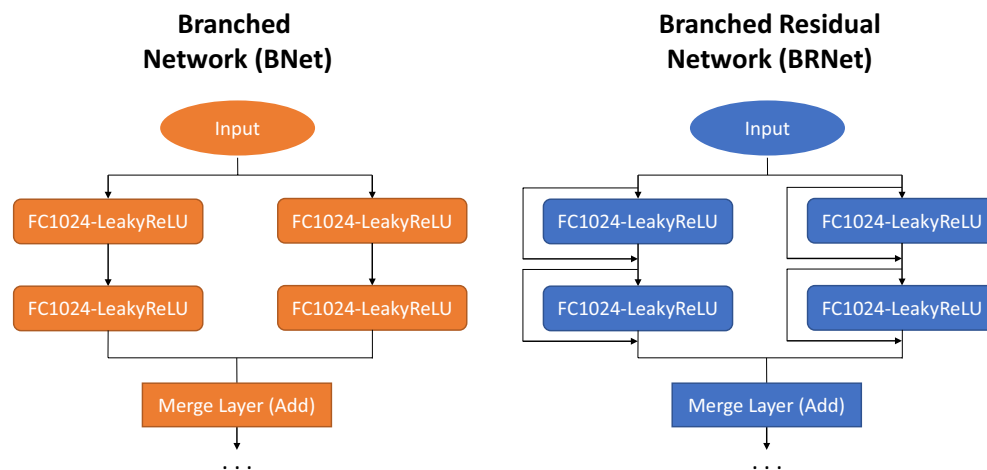 Branched
Network (BNet)
Input
FC1024-LeakyReLU
FC1024-LeakyReLU
FC1024-LeakyReLU
FC1024-LeakyReLU
Merge Layer (Add)
. . .
Branched Residual
Network (BRNet)
Input
FC1024-LeakyReLU
FC1024-LeakyReLU
FC1024-LeakyReLU
FC1024-LeakyReLU
Merge Layer (Add)
. . .